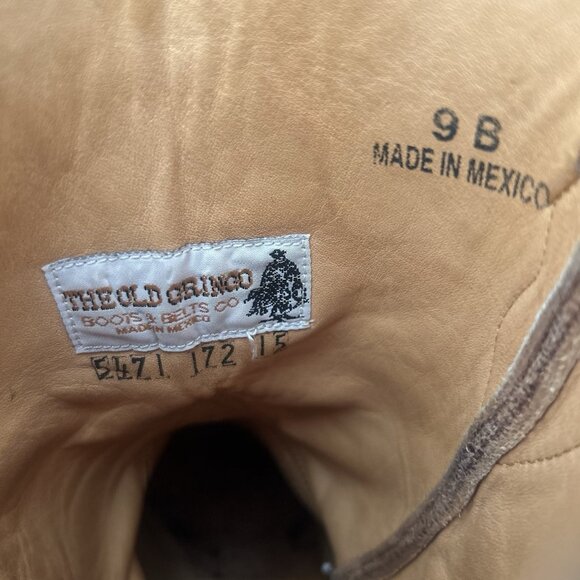 9 B
MADE IN MEXICO
THE OLD GRINGO
BOOTS & BELTS CO
MADE IN MEXICO
5471 172 15